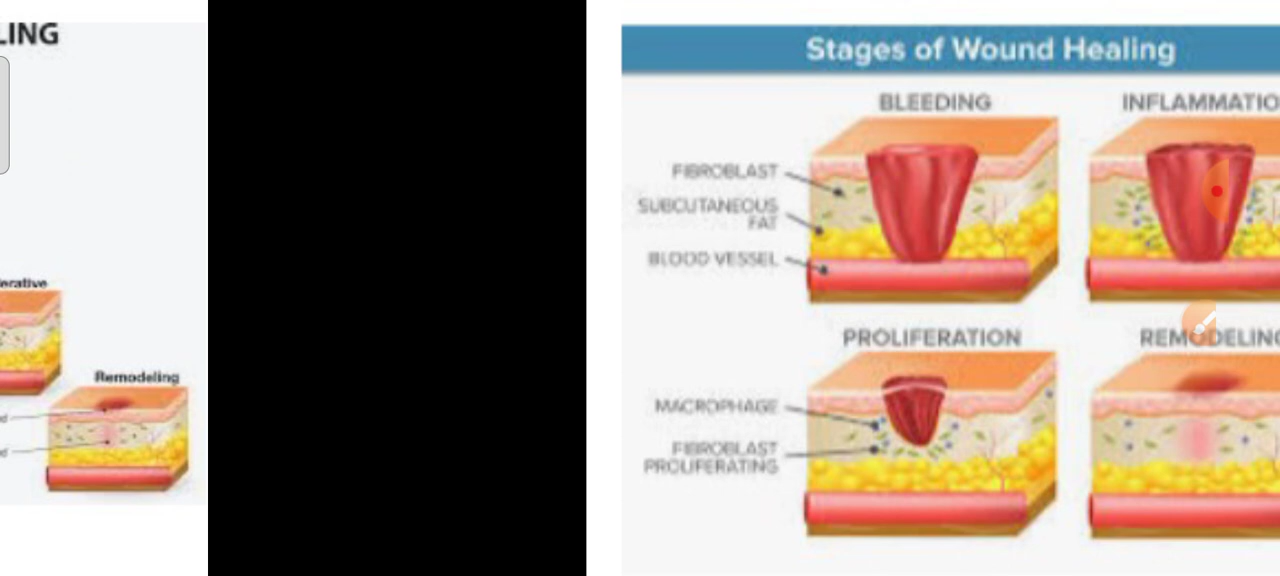 LING
erative
Remodeling
d
d
Stages of Wound Healing
BLEEDING
INFLAMMATIO
FIBROBLAST
SUBCUTANEOUS
FAT
BLOOD VESSEL
PROLIFERATION
REMODELING
MACROPHAGE
FIBROBLAST
PROLIFERATING